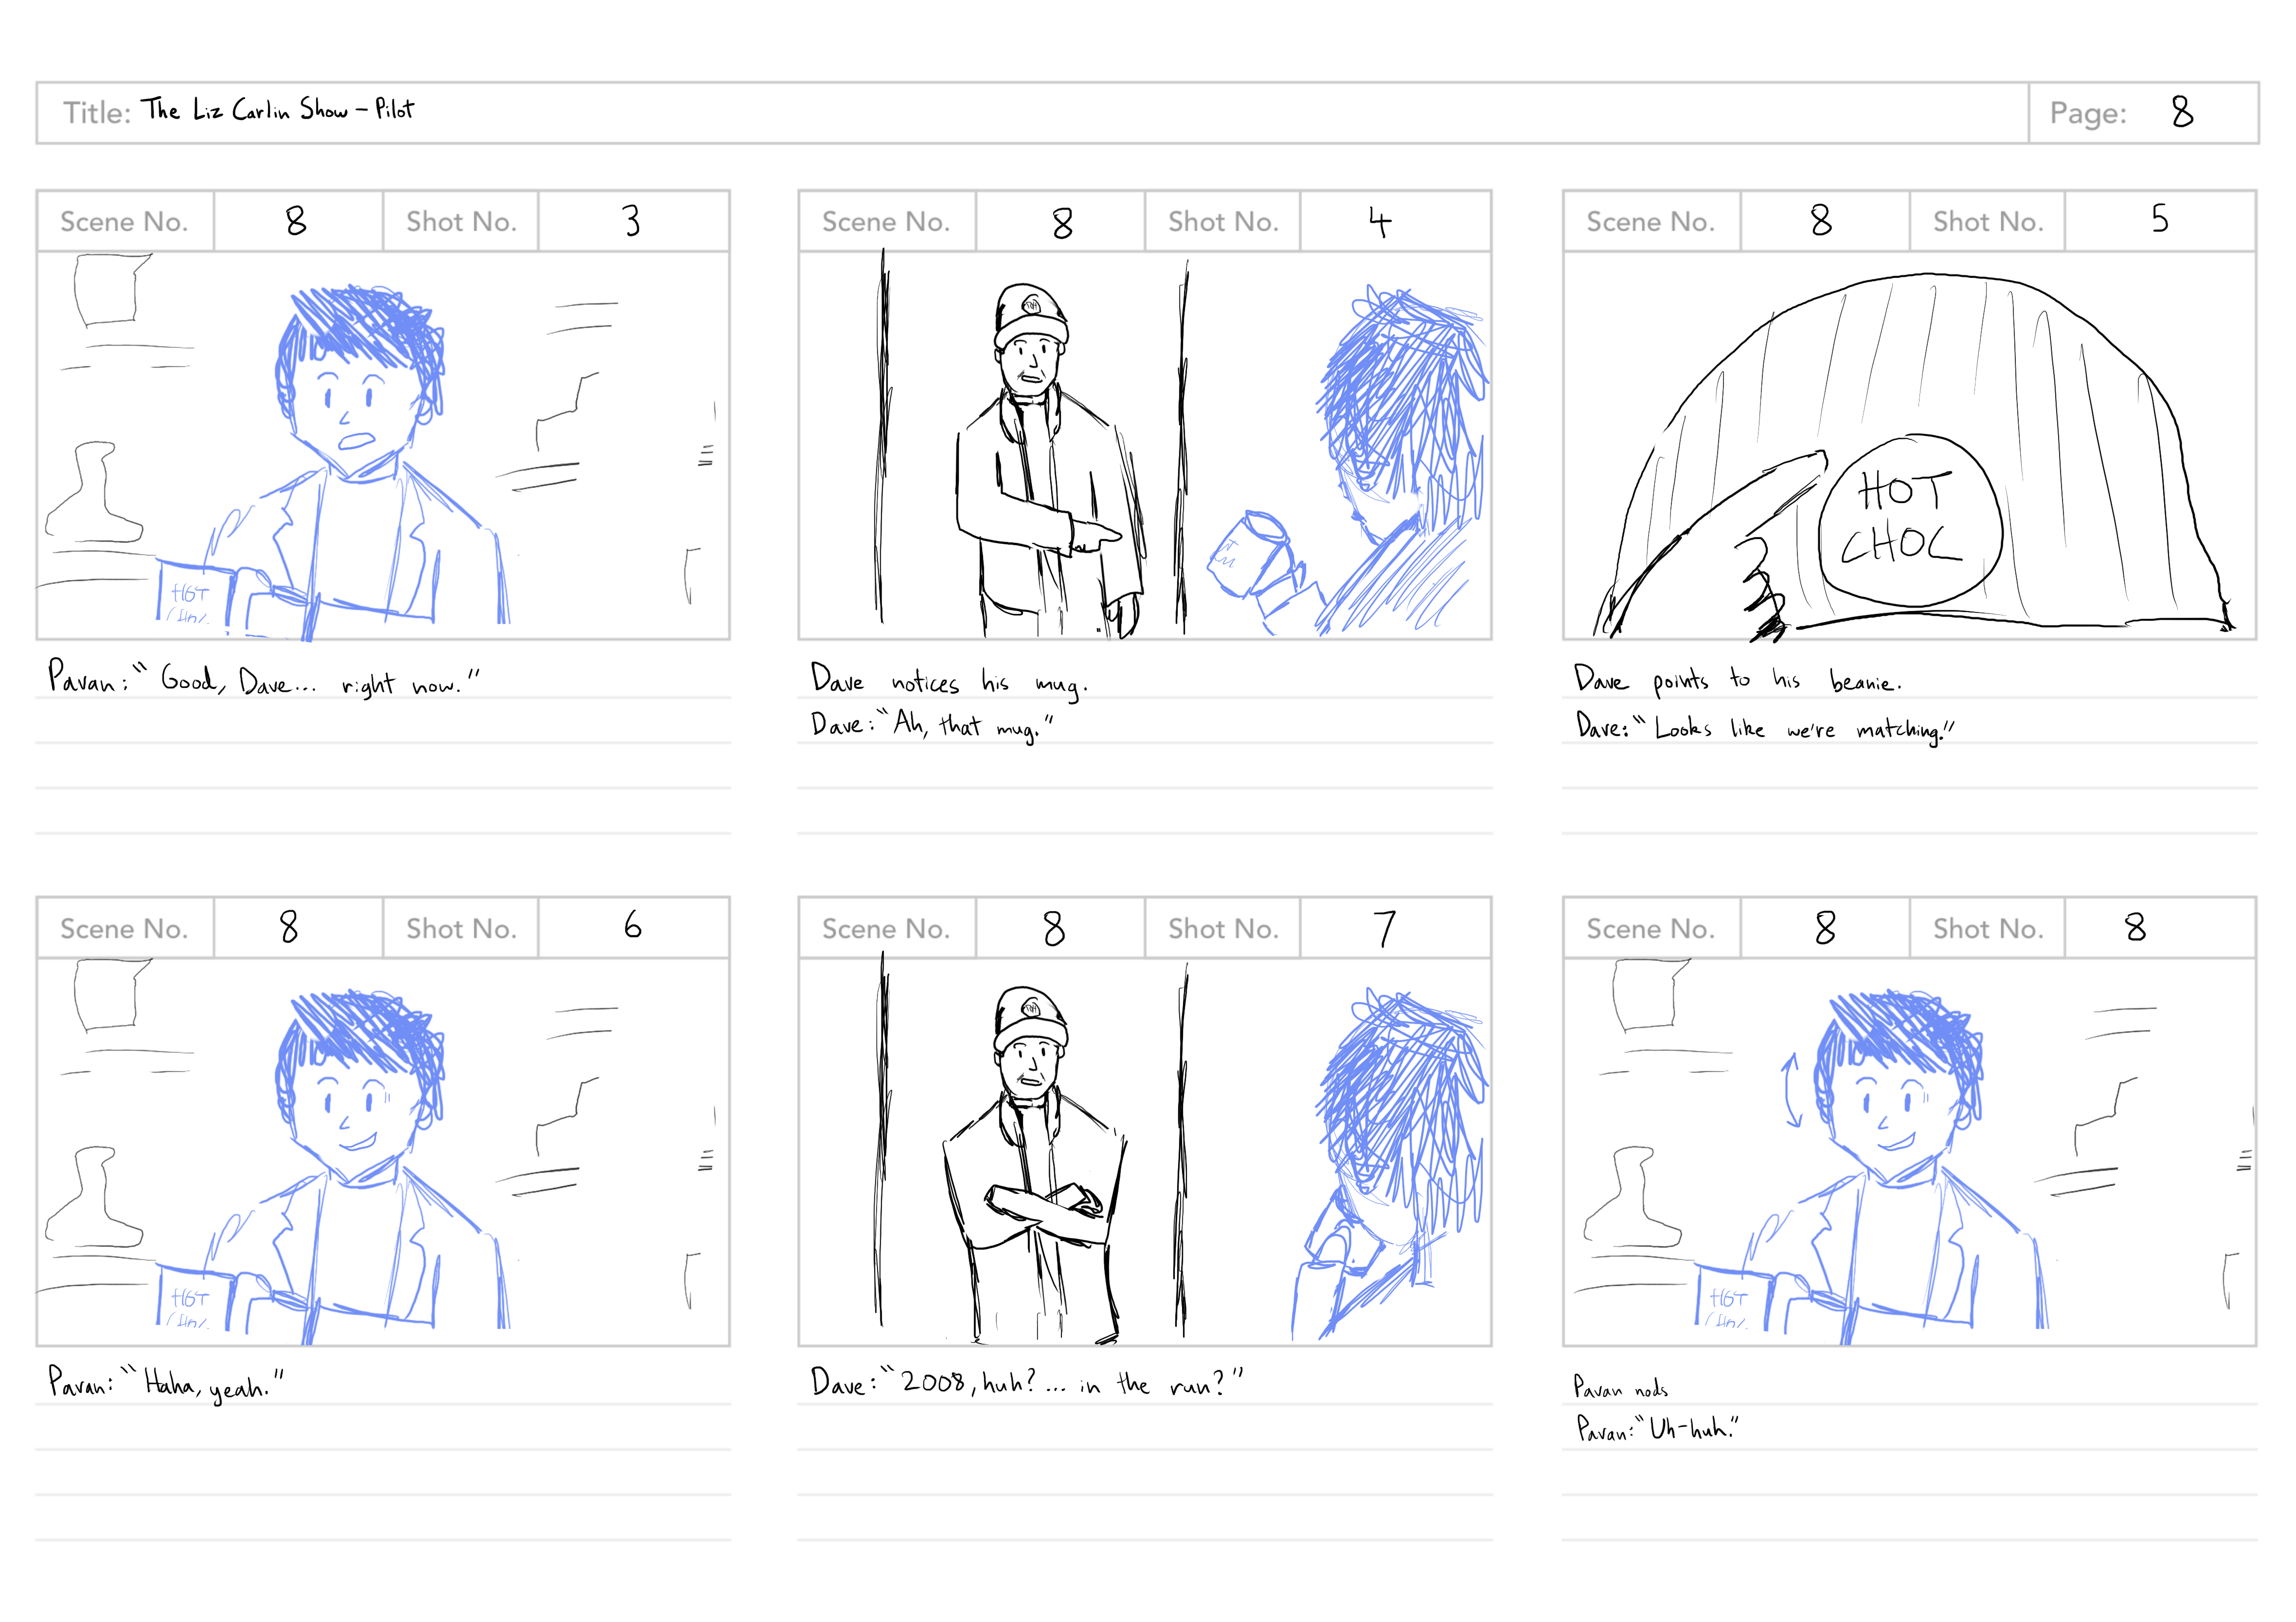 Title: The Liz Carlin Show - Pilot
Page: 8
Scene No. 8 Shot No. 3
HOT
Pavan: "Good, Dave... right now."
Scene No. 8 Shot No. 4
Dave notices his mug.
Dave: "Ah, that mug."
Scene No. 8 Shot No. 5
HOT
CHOC
Dave points to his beanie.
Dave: "Looks like we're matching."
Scene No. 8 Shot No. 6
HOT
Pavan: "Haha, yeah."
Scene No. 8 Shot No. 7
Dave: "2008, huh?... in the run?"
Scene No. 8 Shot No. 8
HOT
Pavan nods
Pavan: "Uh-huh."